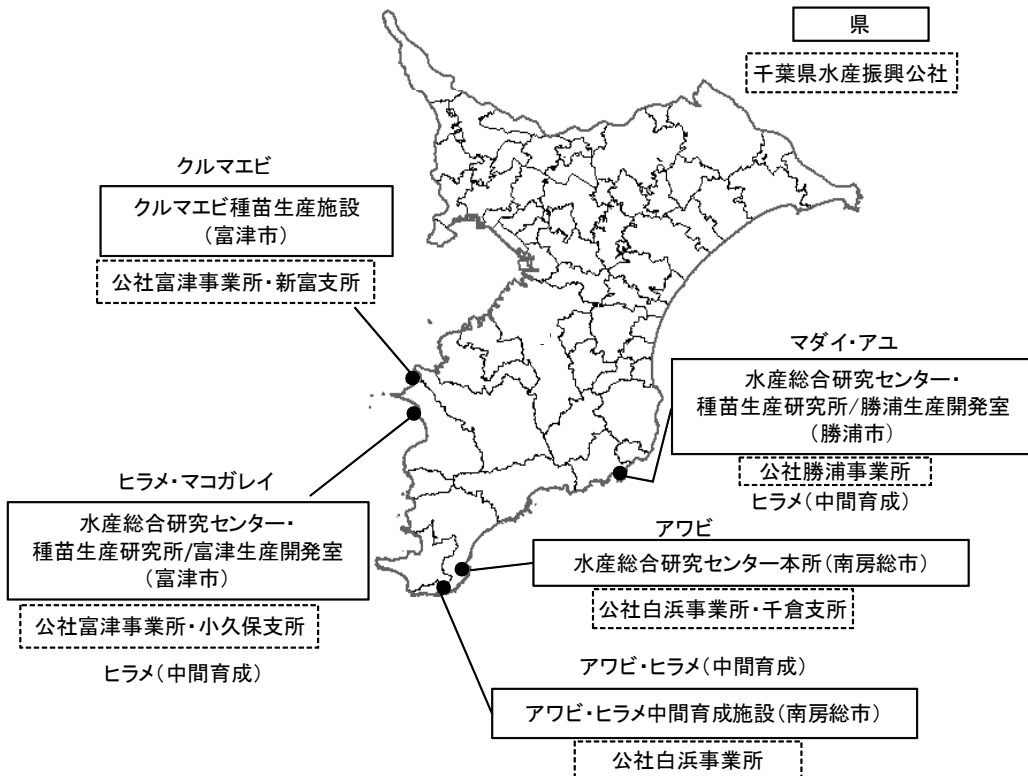 県
千葉県水産振興公社
クルマエビ
クルマエビ種苗生産施設
（富津市）
公社富津事業所・新富支所
マダイ・アユ
水産総合研究センター・
種苗生産研究所/勝浦生産開発室
（勝浦市）
公社勝浦事業所
ヒラメ（中間育成）
ヒラメ・マコガレイ
水産総合研究センター・
種苗生産研究所/富津生産開発室
（富津市）
公社富津事業所・小久保支所
ヒラメ（中間育成）
アワビ
水産総合研究センター本所（南房総市）
公社白浜事業所・千倉支所
アワビ・ヒラメ（中間育成）
アワビ・ヒラメ中間育成施設（南房総市）
公社白浜事業所